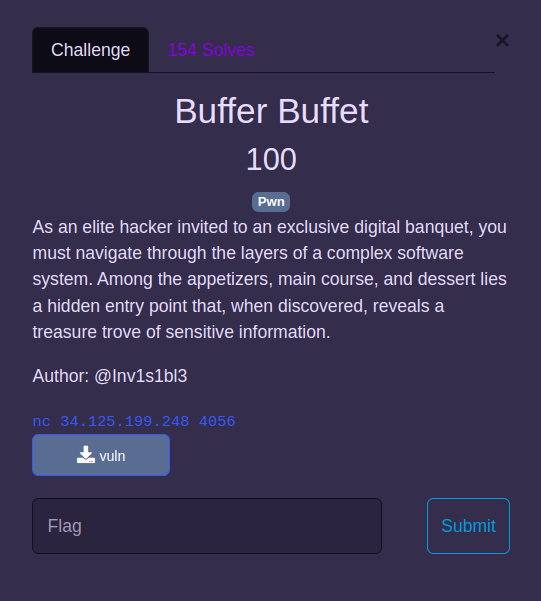 Challenge 154 Solves ×
Buffer Buffet
100
Pwn
As an elite hacker invited to an exclusive digital banquet, you
must navigate through the layers of a complex software
system. Among the appetizers, main course, and dessert lies
a hidden entry point that, when discovered, reveals a
treasure trove of sensitive information.
Author: @Inv1s1bl3
nc 34.125.199.248 4056
vuln
Flag Submit